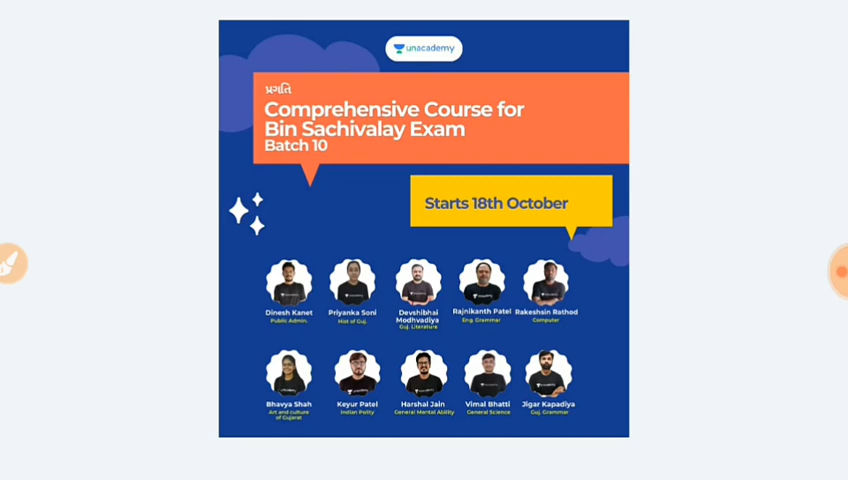 unacademy
પ્રગતિ
Comprehensive Course for
Bin Sachivalay Exam
Batch 10
Starts 18th October
Dinesh Kanet
Public Admin.
Priyanka Soni
Hist of Guj.
Devshibhai
Modhvadiya
Guj. Literature
Rajnikanth Patel
Eng. Grammar
Rakeshsin Rathod
Computer
Bhavya Shah
Art and culture
of Gujarat
Keyur Patel
Indian Polity
Harshal Jain
General Mental Ability
Vimal Bhatti
General Science
Jigar Kapadiya
Guj. Grammar